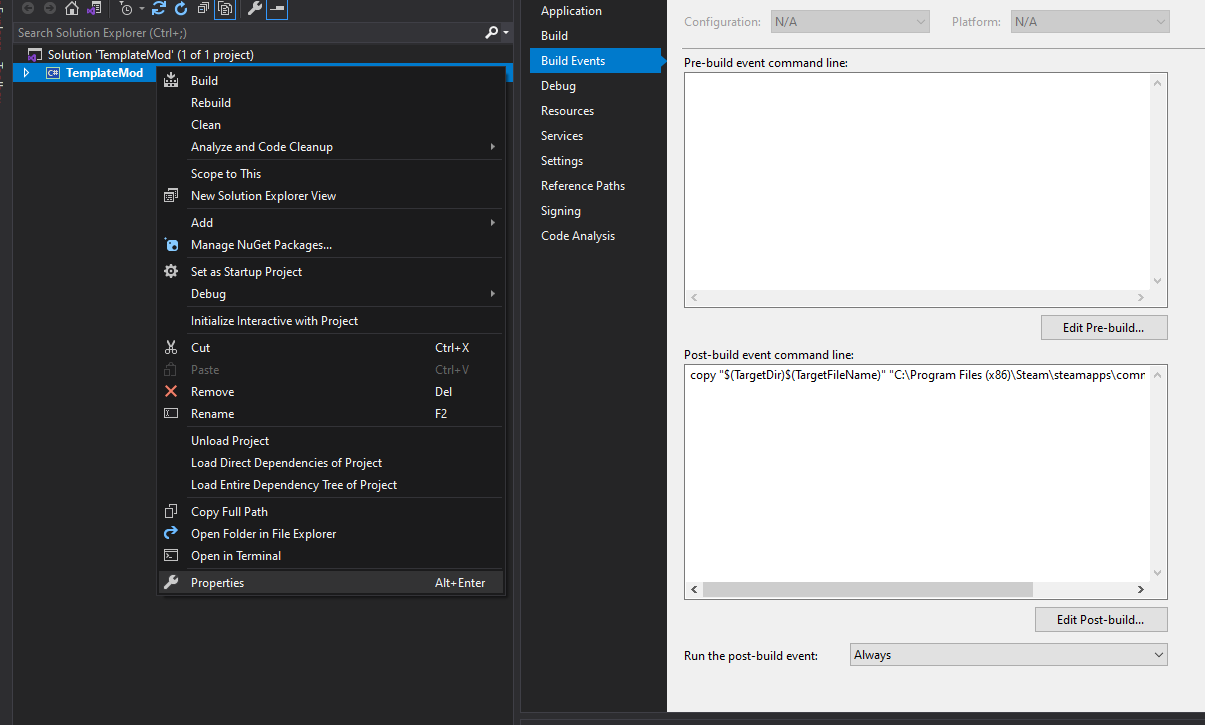 Search Solution Explorer (Ctrl+;)
Solution 'TemplateMod' (1 of 1 project)
C# TemplateMod
Build
Rebuild
Clean
Analyze and Code Cleanup
Scope to This
New Solution Explorer View
Add
Manage NuGet Packages...
Set as Startup Project
Debug
Initialize Interactive with Project
Cut Ctrl+X
Paste Ctrl+V
Remove Del
Rename F2
Unload Project
Load Direct Dependencies of Project
Load Entire Dependency Tree of Project
Copy Full Path
Open Folder in File Explorer
Open in Terminal
Properties Alt+Enter
Application
Build
Build Events
Debug
Resources
Services
Settings
Reference Paths
Signing
Code Analysis
Configuration: N/A Platform: N/A
Pre-build event command line:
Edit Pre-build...
Post-build event command line:
copy "$(TargetDir)$(TargetFileName)" "C:\Program Files (x86)\Steam\steamapps\comm
Edit Post-build...
Run the post-build event: Always